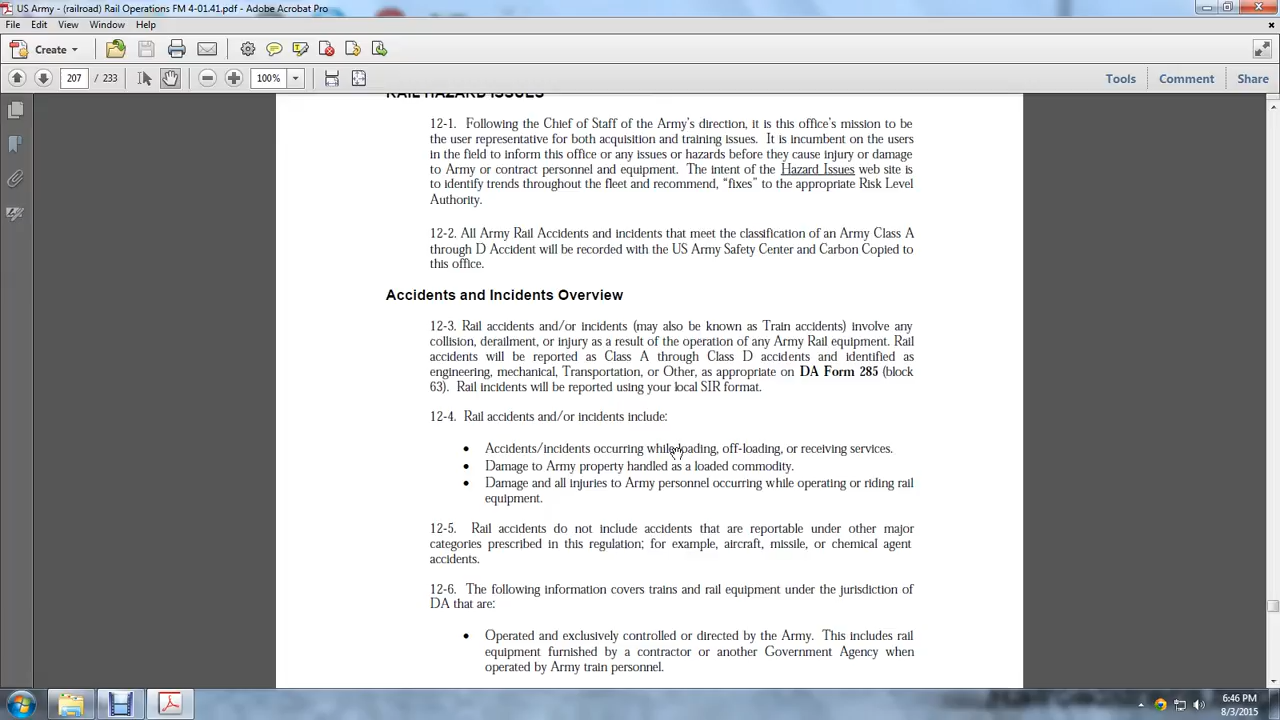 US Army - (railroad) Rail Operations FM 4-01.41.pdf - Adobe Acrobat Pro
File Edit View Window Help
Create
207 / 233 100% Tools Comment Share
RAIL HAZARD ISSUES
12-1. Following the Chief of Staff of the Army's direction, it is this office's mission to be
the user representative for both acquisition and training issues. It is incumbent on the users
in the field to inform this office or any issues or hazards before they cause injury or damage
to Army or contract personnel and equipment. The intent of the Hazard Issues web site is
to identify trends throughout the fleet and recommend, "fixes" to the appropriate Risk Level
Authority.
12-2. All Army Rail Accidents and incidents that meet the classification of an Army Class A
through D Accident will be recorded with the US Army Safety Center and Carbon Copied to
this office.
Accidents and Incidents Overview
12-3. Rail accidents and/or incidents (may also be known as Train accidents) involve any
collision, derailment, or injury as a result of the operation of any Army Rail equipment. Rail
accidents will be reported as Class A through Class D accidents and identified as
engineering, mechanical, Transportation, or Other, as appropriate on DA Form 285 (block
63). Rail incidents will be reported using your local SIR format.
12-4. Rail accidents and/or incidents include:
• Accidents/incidents occurring while loading, off-loading, or receiving services.
• Damage to Army property handled as a loaded commodity.
• Damage and all injuries to Army personnel occurring while operating or riding rail
equipment.
12-5. Rail accidents do not include accidents that are reportable under other major
categories prescribed in this regulation; for example, aircraft, missile, or chemical agent
accidents.
12-6. The following information covers trains and rail equipment under the jurisdiction of
DA that are:
• Operated and exclusively controlled or directed by the Army. This includes rail
equipment furnished by a contractor or another Government Agency when
operated by Army train personnel.
6:46 PM
8/3/2015